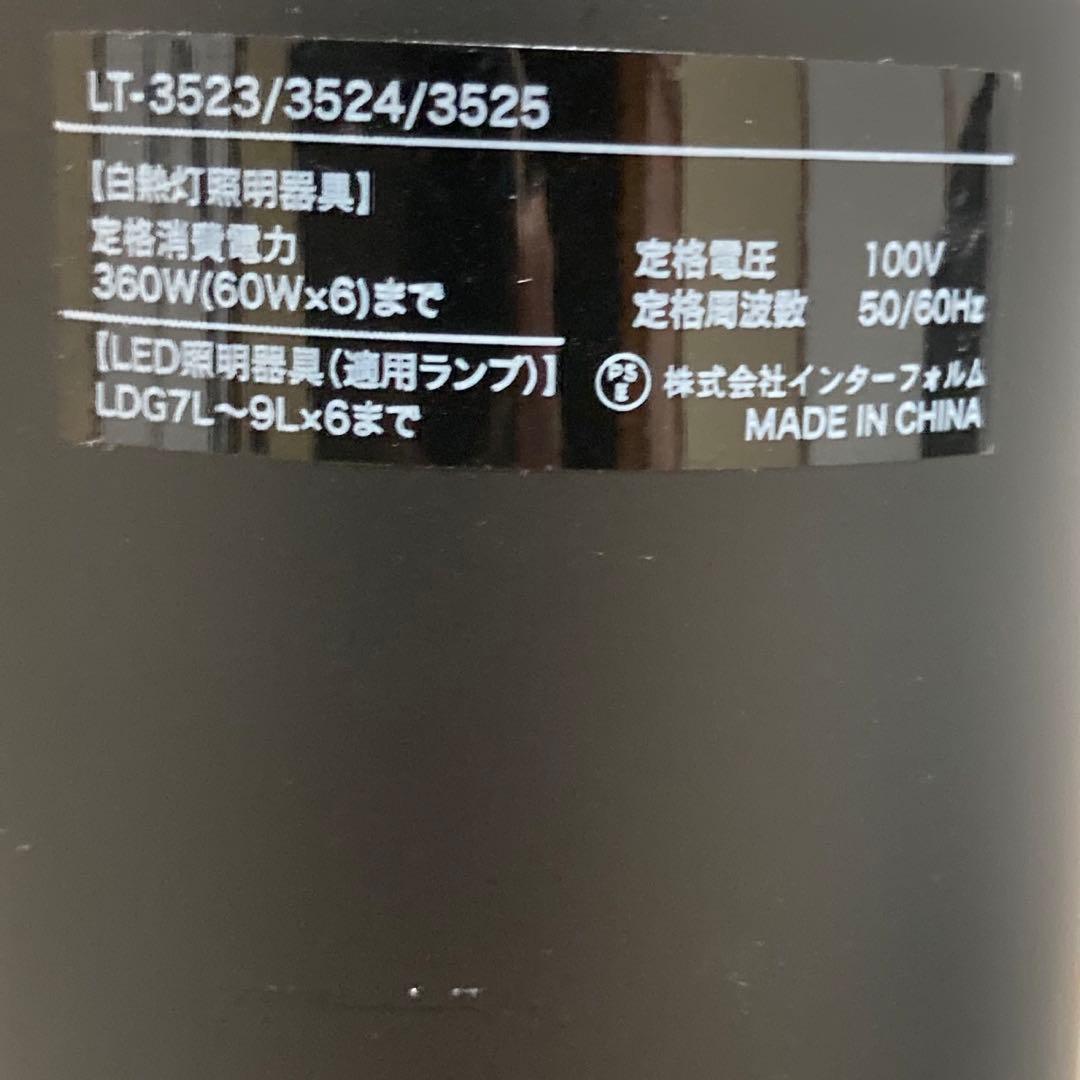 LT-3523/3524/3525
【白熱灯照明器具】
定格消費電力
360W(60W×6)まで
【LED照明器具(適用ランプ)】
LDG7L～9L×6まで
定格電圧 100V
定格周波数 50/60Hz
PS
E
株式会社インターフォルム
MADE IN CHINA